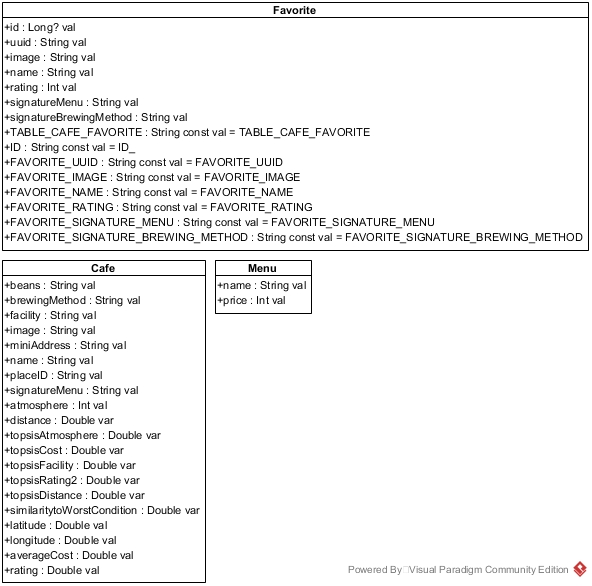 Favorite
+id : Long? val
+uuid : String val
+image : String val
+name : String val
+rating : Int val
+signatureMenu : String val
+signatureBrewingMethod : String val
+TABLE_CAFE_FAVORITE : String const val = TABLE_CAFE_FAVORITE
+ID : String const val = ID_
+FAVORITE_UUID : String const val = FAVORITE_UUID
+FAVORITE_IMAGE : String const val = FAVORITE_IMAGE
+FAVORITE_NAME : String const val = FAVORITE_NAME
+FAVORITE_RATING : String const val = FAVORITE_RATING
+FAVORITE_SIGNATURE_MENU : String const val = FAVORITE_SIGNATURE_MENU
+FAVORITE_SIGNATURE_BREWING_METHOD : String const val = FAVORITE_SIGNATURE_BREWING_METHOD
Cafe
+beans : String val
+brewingMethod : String val
+facility : String val
+image : String val
+miniAddress : String val
+name : String val
+placeID : String val
+signatureMenu : String val
+atmosphere : Int val
+distance : Double var
+topsisAtmosphere : Double var
+topsisCost : Double var
+topsisFacility : Double var
+topsisRating2 : Double var
+topsisDistance : Double var
+similaritytoWorstCondition : Double var
+latitude : Double val
+longitude : Double val
+averageCost : Double val
+rating : Double val
Menu
+name : String val
+price : Int val
Powered By Visual Paradigm Community Edition